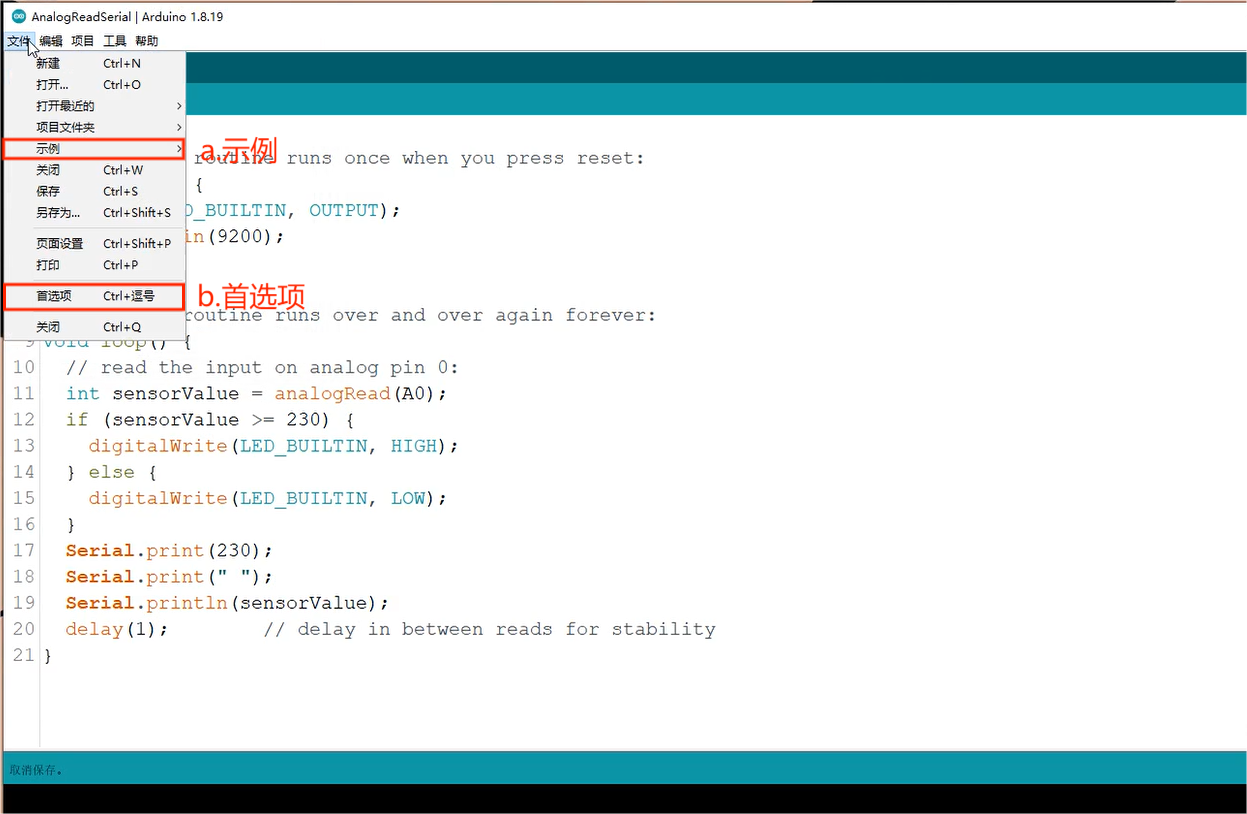 AnalogReadSerial | Arduino 1.8.19
文件 编辑 项目 工具 帮助
新建 Ctrl+N
打开... Ctrl+O
打开最近的
项目文件夹
示例 a.示例
routine runs once when you press reset:
关闭 Ctrl+W
保存 Ctrl+S {
另存为... Ctrl+Shift+S D_BUILTIN, OUTPUT);
页面设置 Ctrl+Shift+P in(9200);
打印 Ctrl+P
首选项 Ctrl+逗号 b.首选项
routine runs over and over again forever:
关闭 Ctrl+Q
9 void loop() {
10 // read the input on analog pin 0:
11 int sensorValue = analogRead(A0);
12 if (sensorValue >= 230) {
13 digitalWrite(LED_BUILTIN, HIGH);
14 } else {
15 digitalWrite(LED_BUILTIN, LOW);
16 }
17 Serial.print(230);
18 Serial.print(" ");
19 Serial.println(sensorValue);
20 delay(1); // delay in between reads for stability
21 }
取消保存。